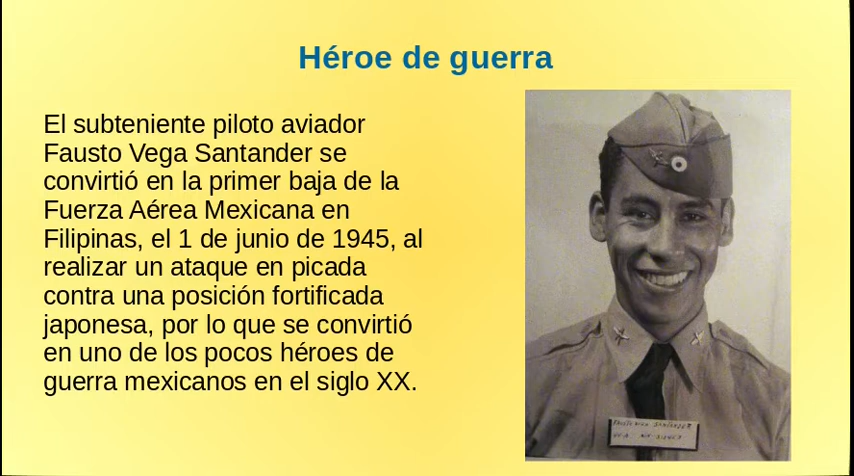 Héroe de guerra
El subteniente piloto aviador
Fausto Vega Santander se
convirtió en la primer baja de la
Fuerza Aérea Mexicana en
Filipinas, el 1 de junio de 1945, al
realizar un ataque en picada
contra una posición fortificada
japonesa, por lo que se convirtió
en uno de los pocos héroes de
guerra mexicanos en el siglo XX.